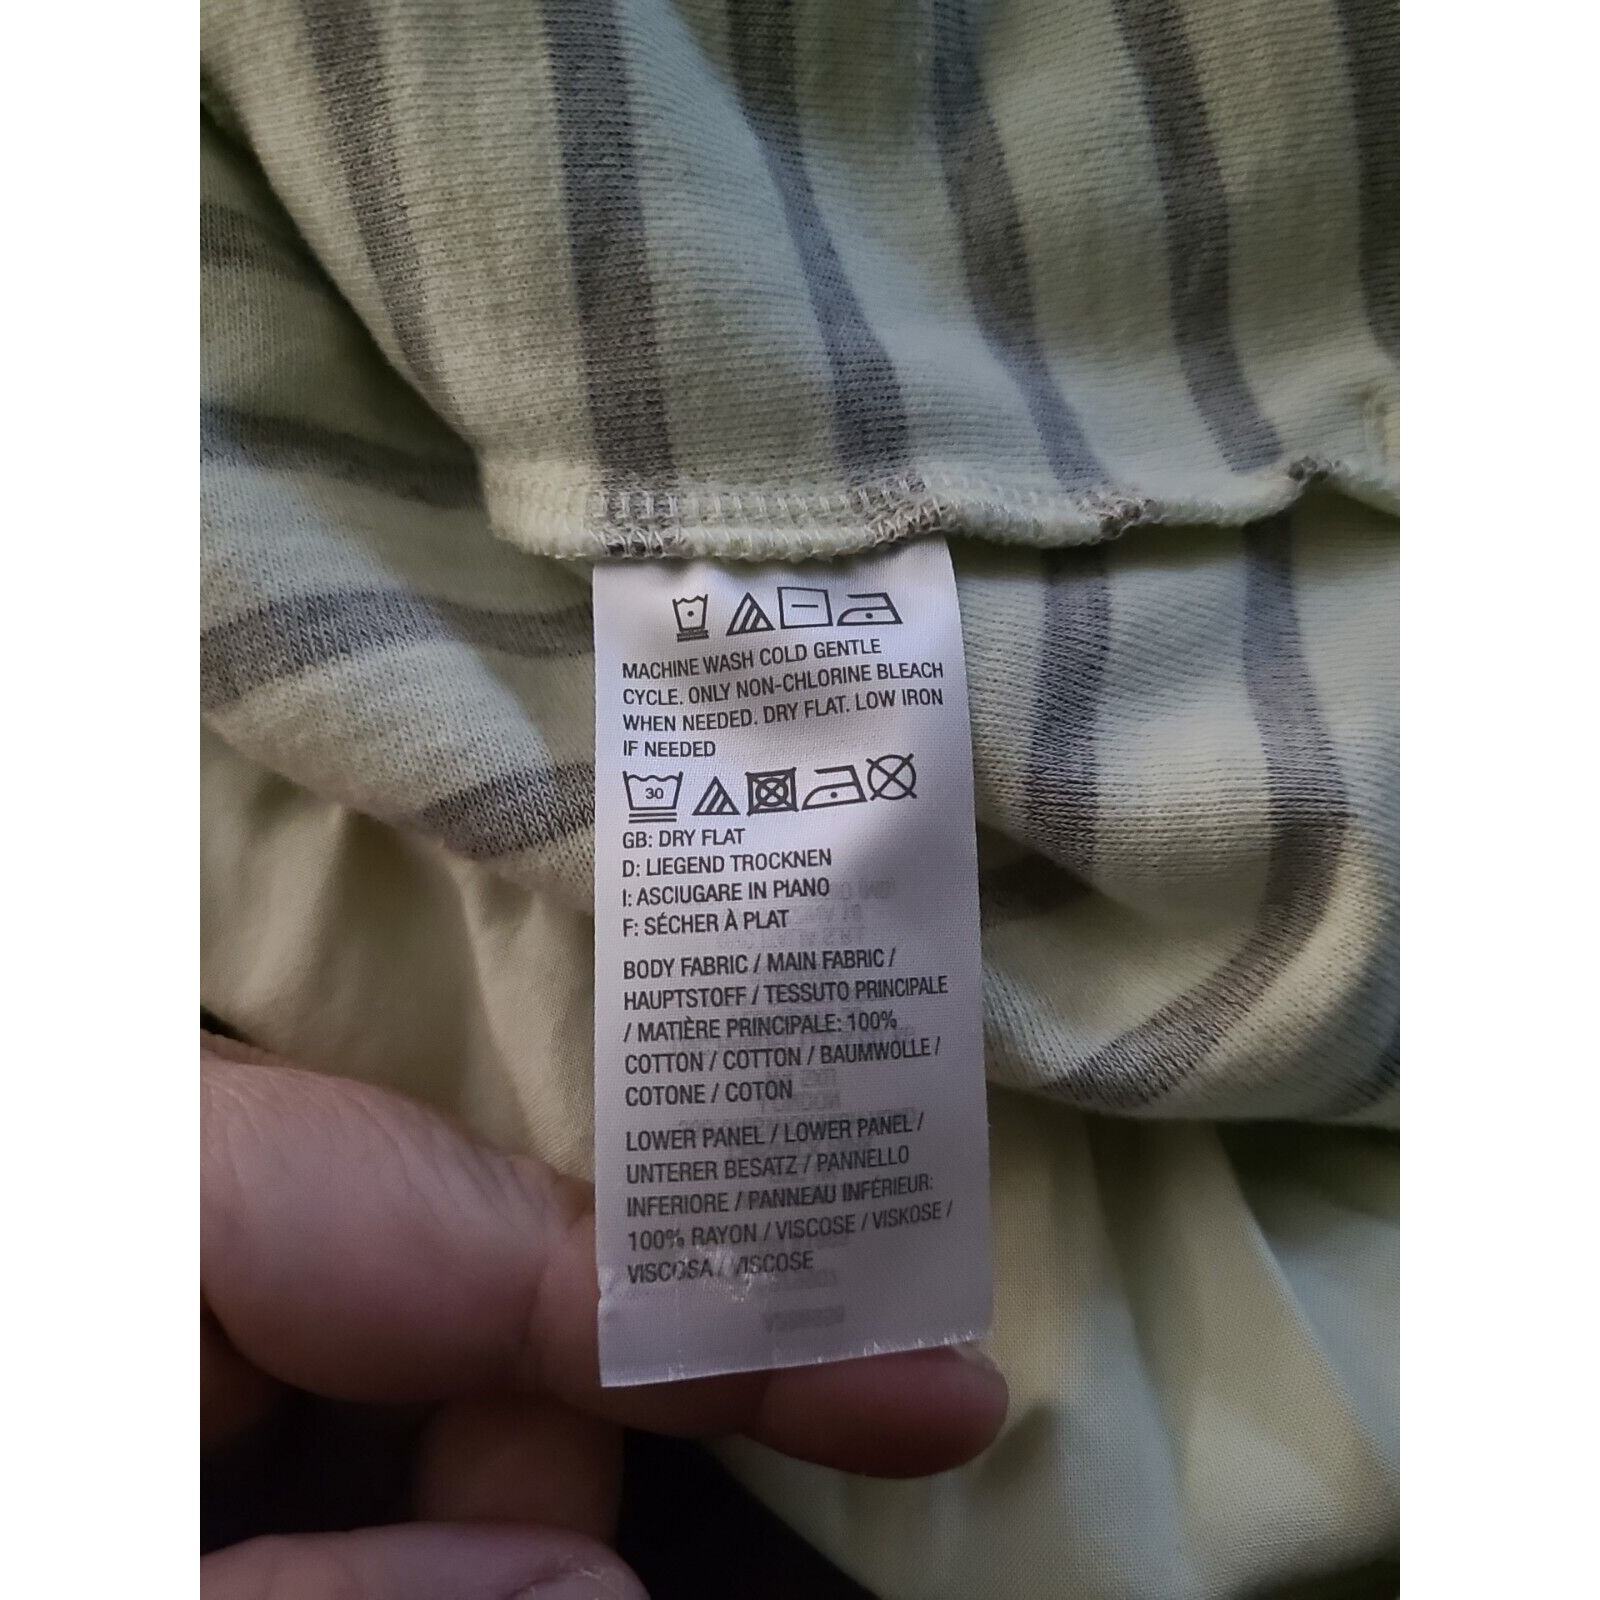 MACHINE WASH COLD GENTLE
CYCLE. ONLY NON-CHLORINE BLEACH
WHEN NEEDED. DRY FLAT. LOW IRON
IF NEEDED
30
GB: DRY FLAT
D: LIEGEND TROCKNEN
I: ASCIUGARE IN PIANO
F: SÉCHER À PLAT
BODY FABRIC / MAIN FABRIC /
HAUPTSTOFF / TESSUTO PRINCIPALE
/ MATIÈRE PRINCIPALE: 100%
COTTON / COTTON / BAUMWOLLE /
COTONE / COTON
LOWER PANEL / LOWER PANEL /
UNTERER BESATZ / PANNELLO
INFERIORE / PANNEAU INFÉRIEUR:
100% RAYON / VISCOSE / VISKOSE /
VISCOSA / VISCOSE